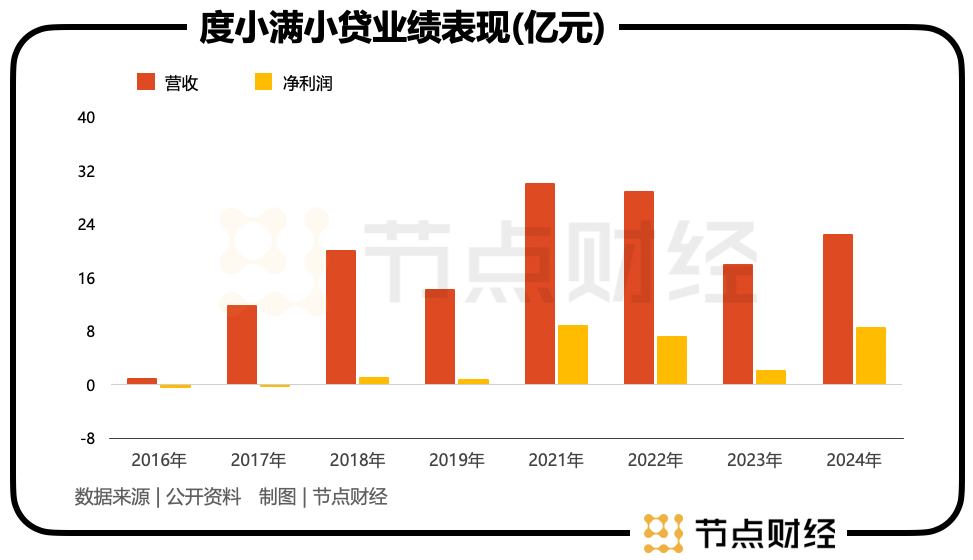 度小满小贷业绩表现(亿元)
营收 净利润
40
32
24
16
8
0
-8
节点财经
2016年 2017年 2018年 2019年 2021年 2022年 2023年 2024年
数据来源 | 公开资料 制图 | 节点财经
节点财经